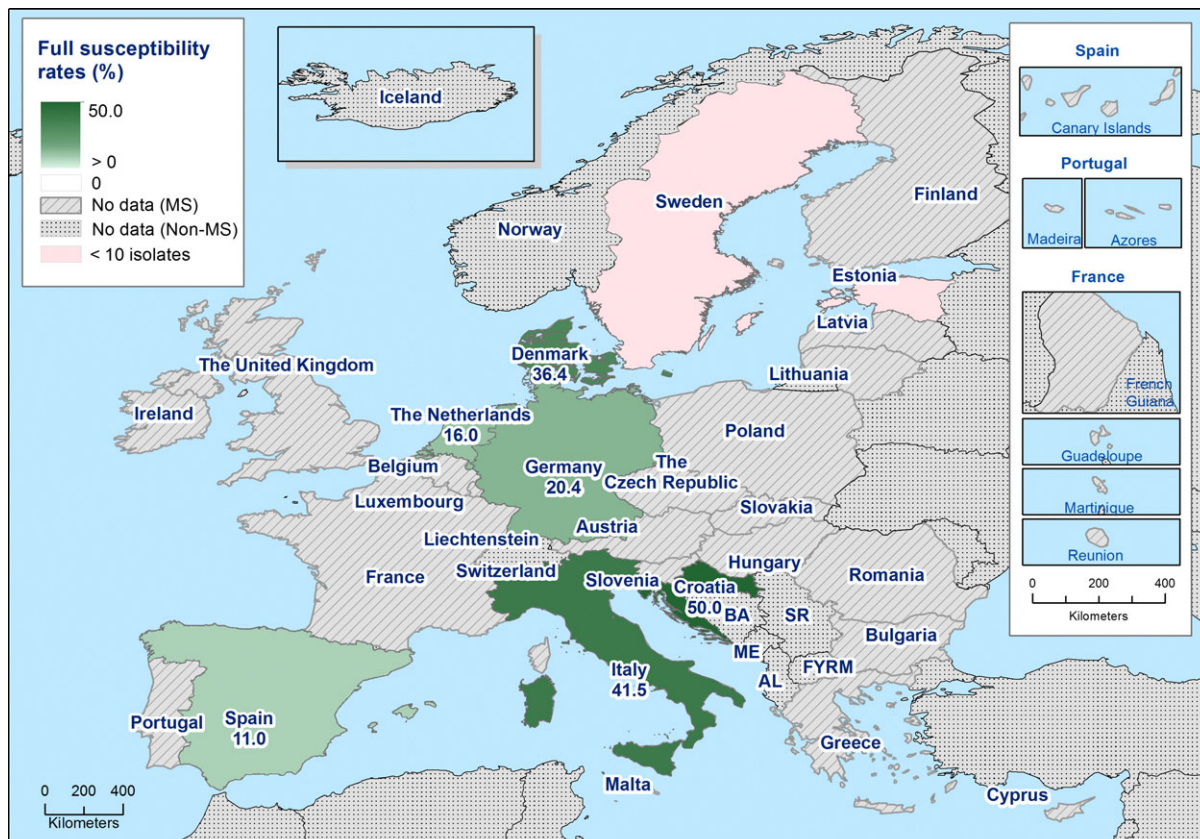 Full susceptibility
rates (%)
50.0
> 0
0
No data (MS)
No data (Non-MS)
< 10 isolates
Iceland
Norway
Sweden
Finland
Estonia
Latvia
Lithuania
Denmark
36.4
The United Kingdom
Ireland
The Netherlands
16.0
Belgium
Luxembourg
Germany
20.4
Poland
The
Czech Republic
Slovakia
Austria
Liechtenstein
Switzerland
France
Slovenia
Hungary
Romania
Croatia
50.0
BA
SR
Bulgaria
ME
FYRM
AL
Italy
41.5
Portugal
Spain
11.0
Greece
Malta
Cyprus
0 200 400
Kilometers
Spain
Canary Islands
Portugal
Madeira
Azores
France
French
Guiana
Guadeloupe
Martinique
Reunion
0 200 400
Kilometers